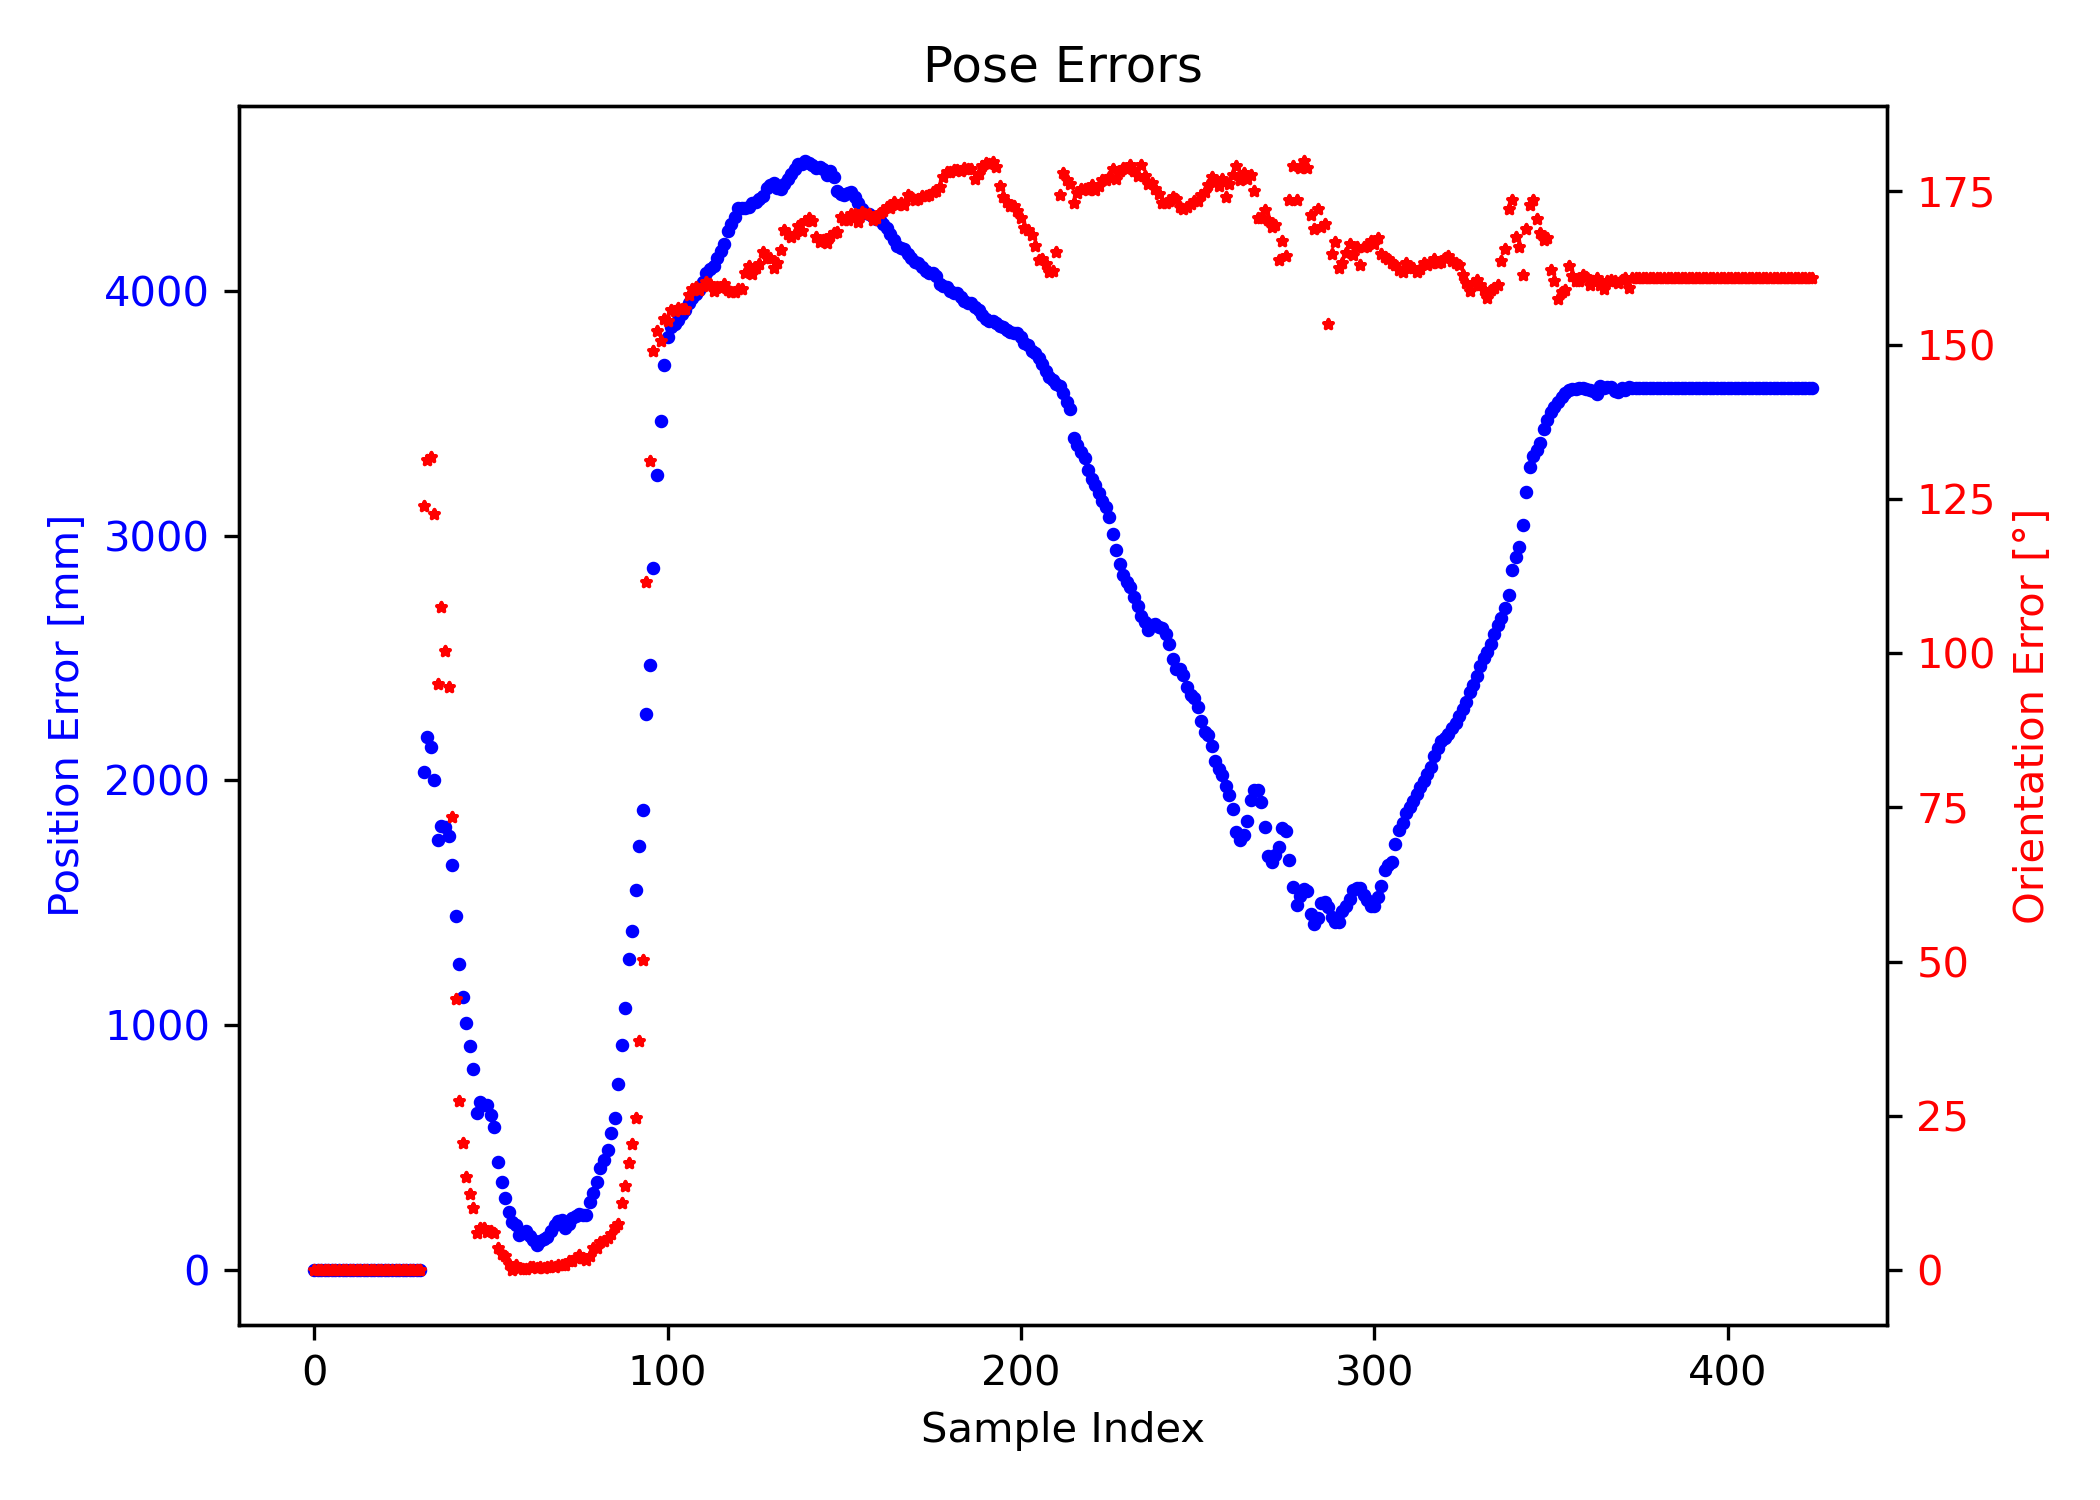 Pose Errors
4000
3000
2000
1000
0
Position Error [mm]
175
150
125
100
75
50
25
0
Orientation Error [°]
0 100 200 300 400
Sample Index